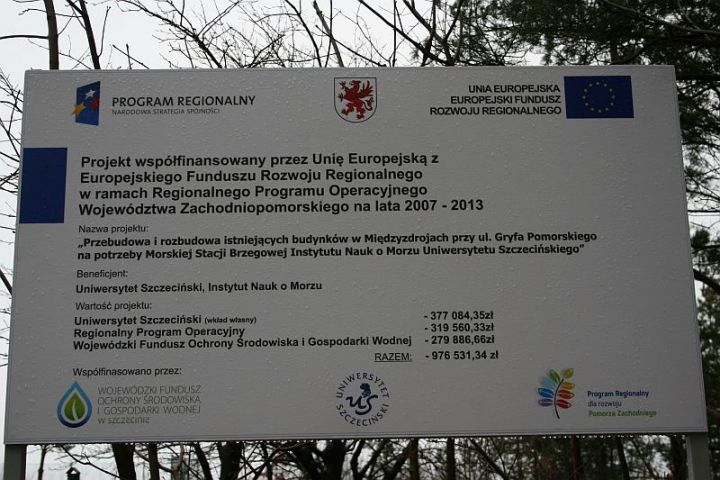 PROGRAM REGIONALNY
NARODOWA STRATEGIA SPÓJNOŚCI
UNIA EUROPEJSKA
EUROPEJSKI FUNDUSZ
ROZWOJU REGIONALNEGO
Projekt współfinansowany przez Unię Europejską z
Europejskiego Funduszu Rozwoju Regionalnego
w ramach Regionalnego Programu Operacyjnego
Województwa Zachodniopomorskiego na lata 2007 - 2013
Nazwa projektu:
„Przebudowa i rozbudowa istniejących budynków w Międzyzdrojach przy ul. Gryfa Pomorskiego
na potrzeby Morskiej Stacji Brzegowej Instytutu Nauk o Morzu Uniwersytetu Szczecińskiego”
Beneficjent:
Uniwersytet Szczeciński, Instytut Nauk o Morzu
Wartość projektu:
Uniwersytet Szczeciński (wkład własny) - 377 084,35zł
Regionalny Program Operacyjny - 319 560,33zł
Wojewódzki Fundusz Ochrony Środowiska i Gospodarki Wodnej - 279 886,66zł
RAZEM: - 976 531,34 zł
Współfinasowano przez:
WOJEWÓDZKI FUNDUSZ
OCHRONY ŚRODOWISKA
I GOSPODARKI WODNEJ
W SZCZECINIE
UNIWERSYTET
SZCZECIŃSKI
Program Regionalny
dla rozwoju
Pomorza Zachodniego